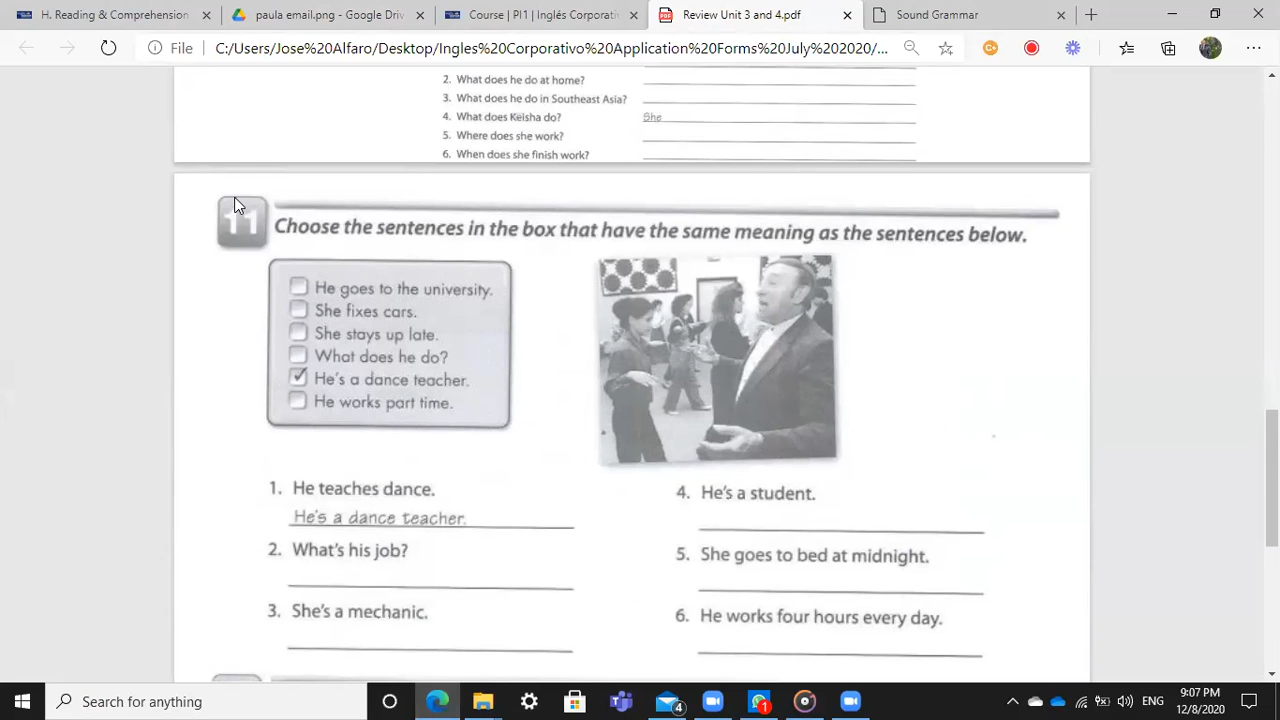 H. Reading & Comprehension
paula email.png - Google Driv
Course | PI1 | Inglés Corporati
Review Unit 3 and 4.pdf
Sound Grammar
File
C:/Users/Jose%20Alfaro/Desktop/Ingles%20Corporativo%20Application%20Forms%20July%202020/...
2. What does he do at home?
3. What does he do in Southeast Asia?
4. What does Keisha do? She
5. Where does she work?
6. When does she finish work?
11
Choose the sentences in the box that have the same meaning as the sentences below.
He goes to the university.
She fixes cars.
She stays up late.
What does he do?
He's a dance teacher.
He works part time.
1. He teaches dance.
He's a dance teacher.
2. What's his job?
3. She's a mechanic.
4. He's a student.
5. She goes to bed at midnight.
6. He works four hours every day.
Search for anything
4
1
ENG
9:07 PM
12/8/2020